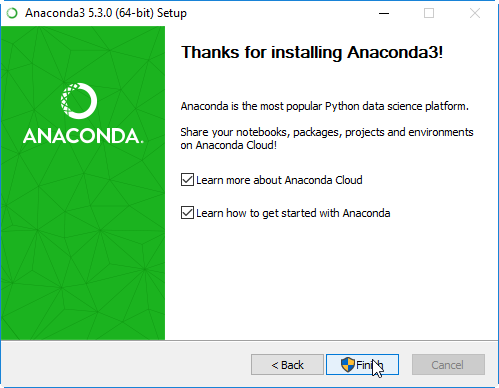 Anaconda3 5.3.0 (64-bit) Setup
Thanks for installing Anaconda3!
ANACONDA.
Anaconda is the most popular Python data science platform.
Share your notebooks, packages, projects and environments
on Anaconda Cloud!
Learn more about Anaconda Cloud
Learn how to get started with Anaconda
< Back
Finish
Cancel